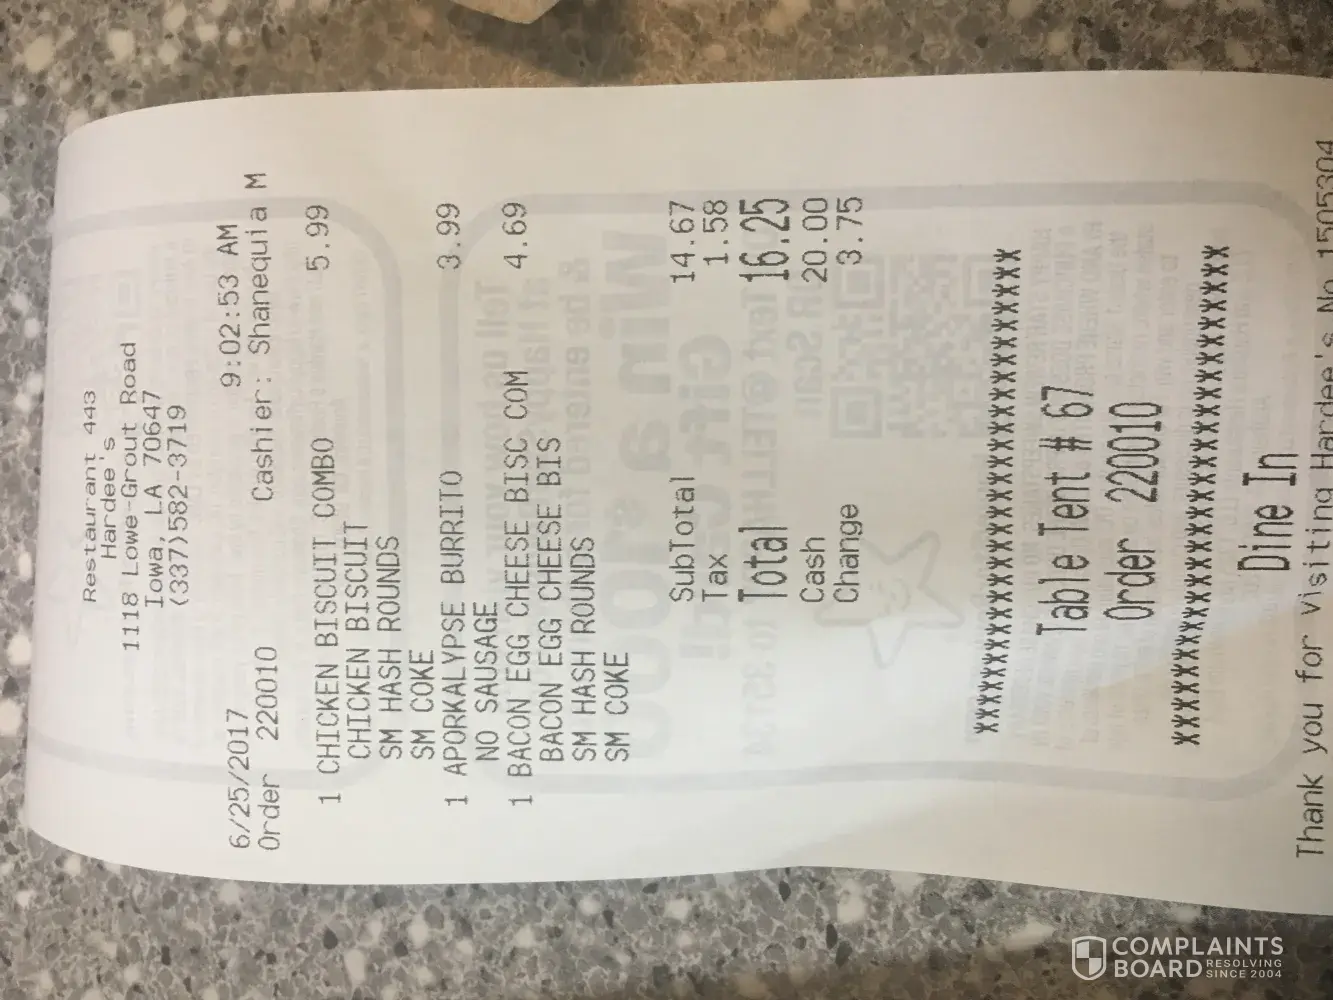 Restaurant 443
Hardee's
1118 Lowe-Grout Road
Iowa, LA 70647
(337)582-3719
6/25/2017 9:02:53 AM
Order 220010 Cashier: Shanequia M
1 CHICKEN BISCUIT COMBO 5.99
CHICKEN BISCUIT
SM HASH ROUNDS
SM COKE
1 APORKALYPSE BURRITO 3.99
NO SAUSAGE
1 BACON EGG CHEESE BISC COM 4.69
BACON EGG CHEESE BIS
SM HASH ROUNDS
SM COKE
SubTotal 14.67
Tax 1.58
Total 16.25
Cash 20.00
Change 3.75
Table Tent # 67
Order 220010
Dine In
Thank you for visiting Hardee's No 1505304
COMPLAINTS
BOARD RESOLVING
SINCE 2004